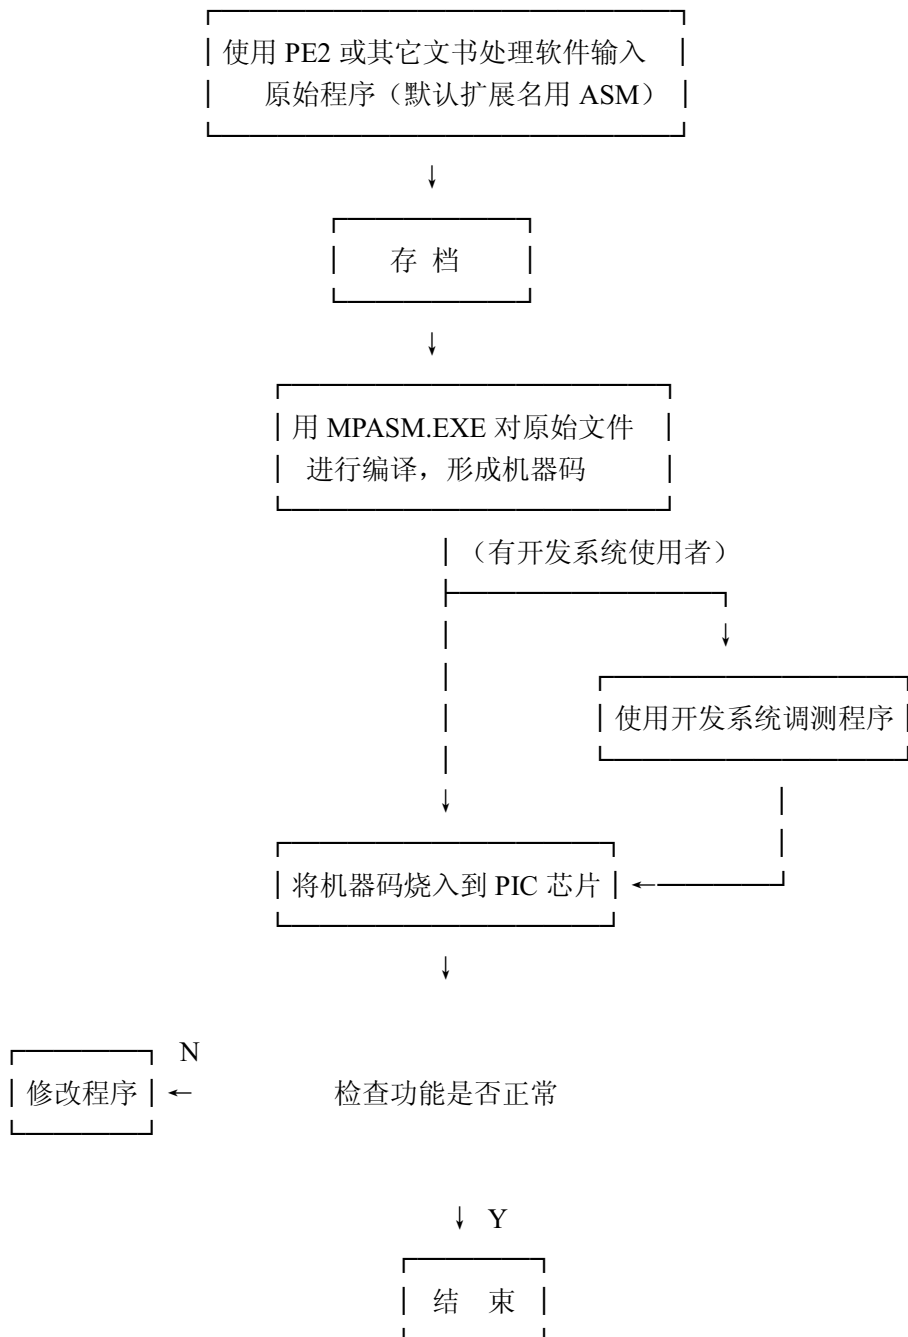 使用 PE2 或其它文书处理软件输入
原始程序（默认扩展名用 ASM）
存 档
用 MPASM.EXE 对原始文件
进行编译，形成机器码
（有开发系统使用者）
使用开发系统调测程序
将机器码烧入到 PIC 芯片
N
修改程序
检查功能是否正常
Y
结 束